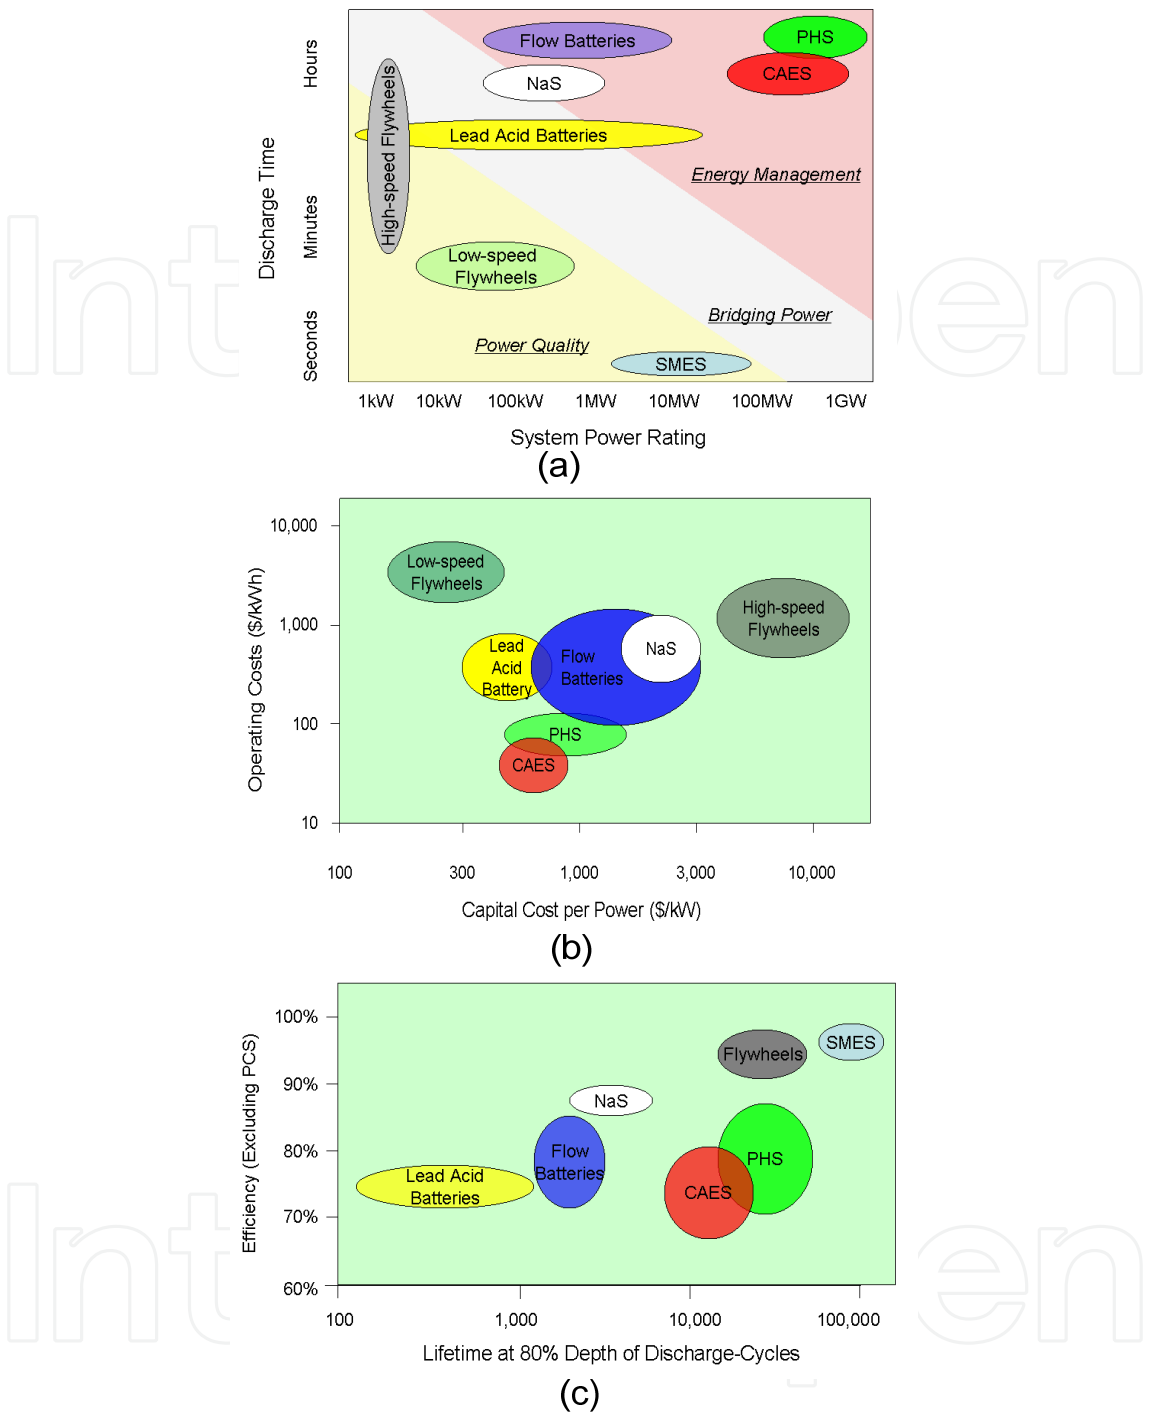 Flow Batteries
PHS
CAES
NaS
Hours
High-speed Flywheels
Lead Acid Batteries
Energy Management
Discharge Time
Minutes
Low-speed
Flywheels
Bridging Power
Seconds
Power Quality
SMES
1kW 10kW 100kW 1MW 10MW 100MW 1GW
System Power Rating
(a)
10,000
Low-speed
Flywheels
High-speed
Flywheels
Operating Costs ($/kWh)
1,000
Lead
Acid
Battery
Flow
Batteries
NaS
100
PHS
CAES
10
100 300 1,000 3,000 10,000
Capital Cost per Power ($/kW)
(b)
100%
Flywheels
SMES
Efficiency (Excluding PCS)
90%
NaS
80%
Flow
Batteries
PHS
Lead Acid
Batteries
CAES
70%
60%
100 1,000 10,000 100,000
Lifetime at 80% Depth of Discharge-Cycles
(c)
IntechOpen
IntechOpen